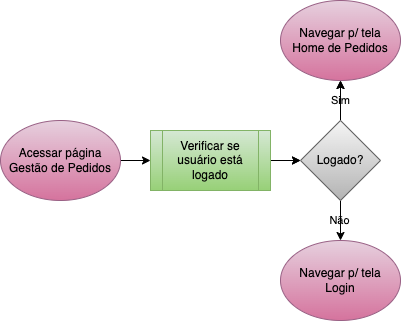 Acessar página
Gestão de Pedidos
Verificar se
usuário está
logado
Logado?
Sim
Navegar p/ tela
Home de Pedidos
Não
Navegar p/ tela
Login